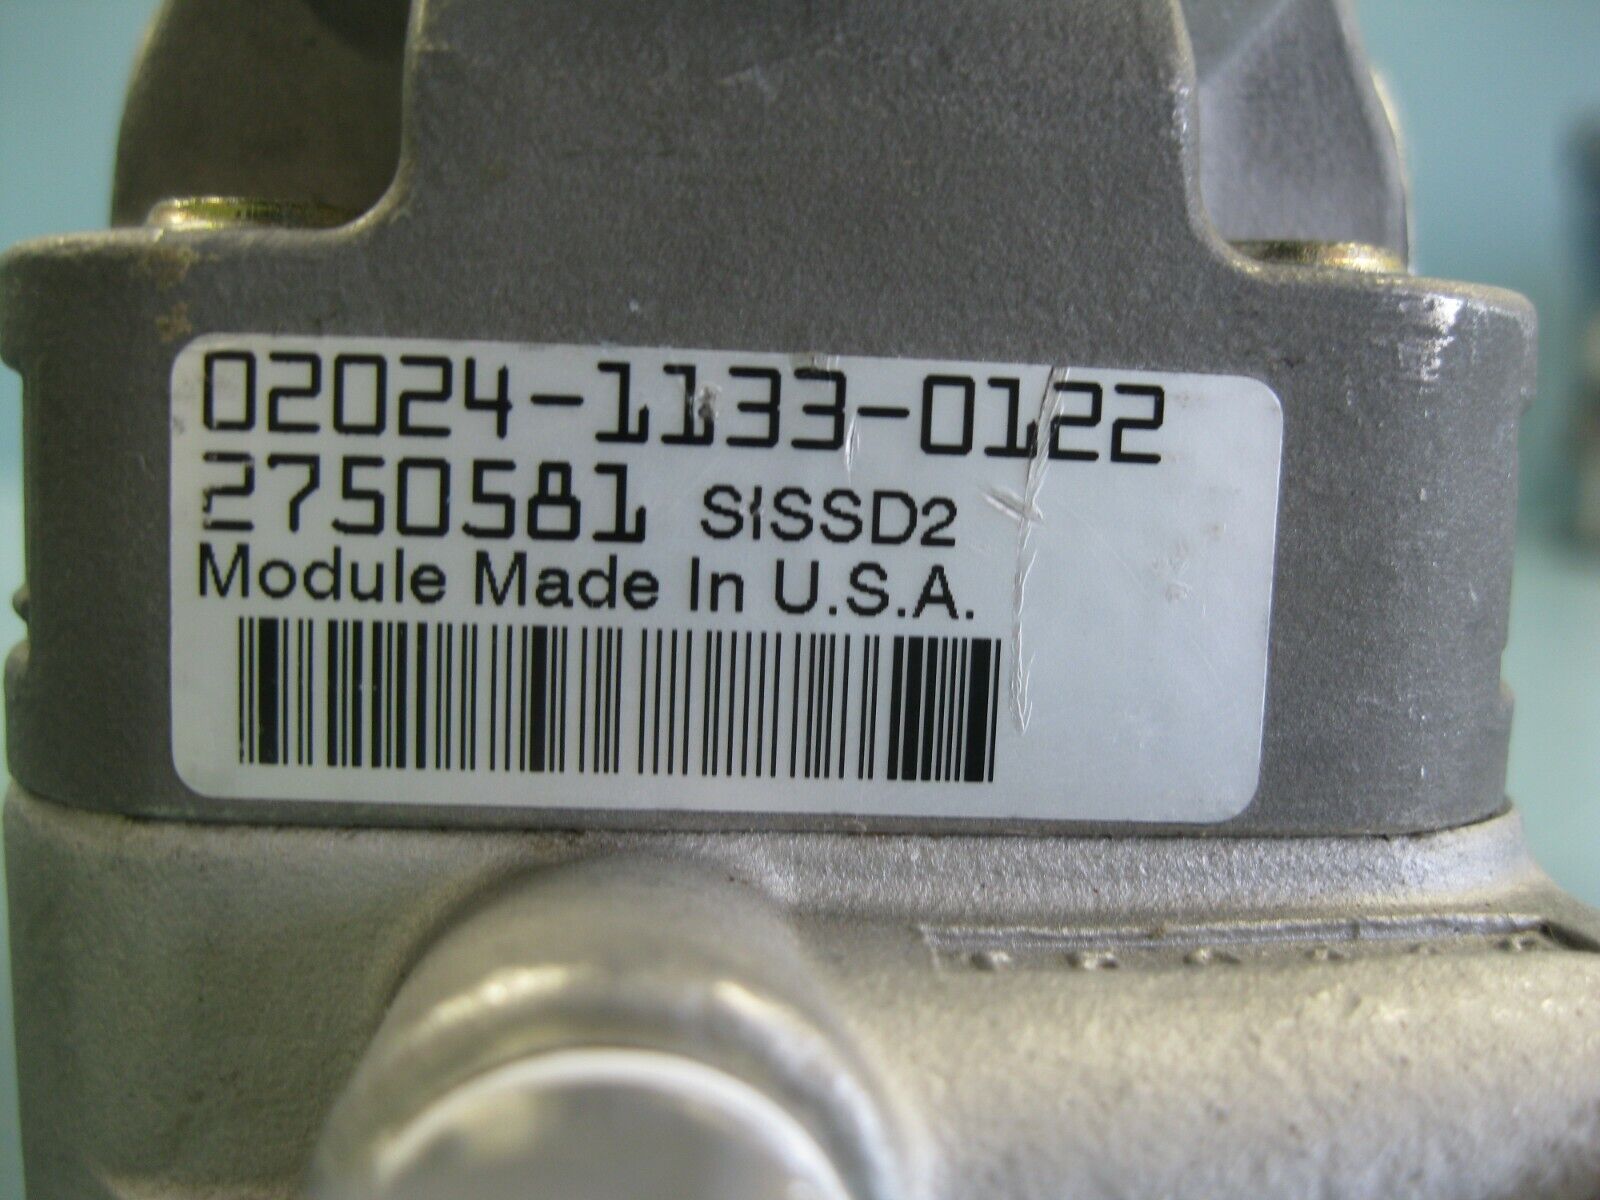 02024-1133-0122
2750581 SISSD2
Module Made In U.S.A.